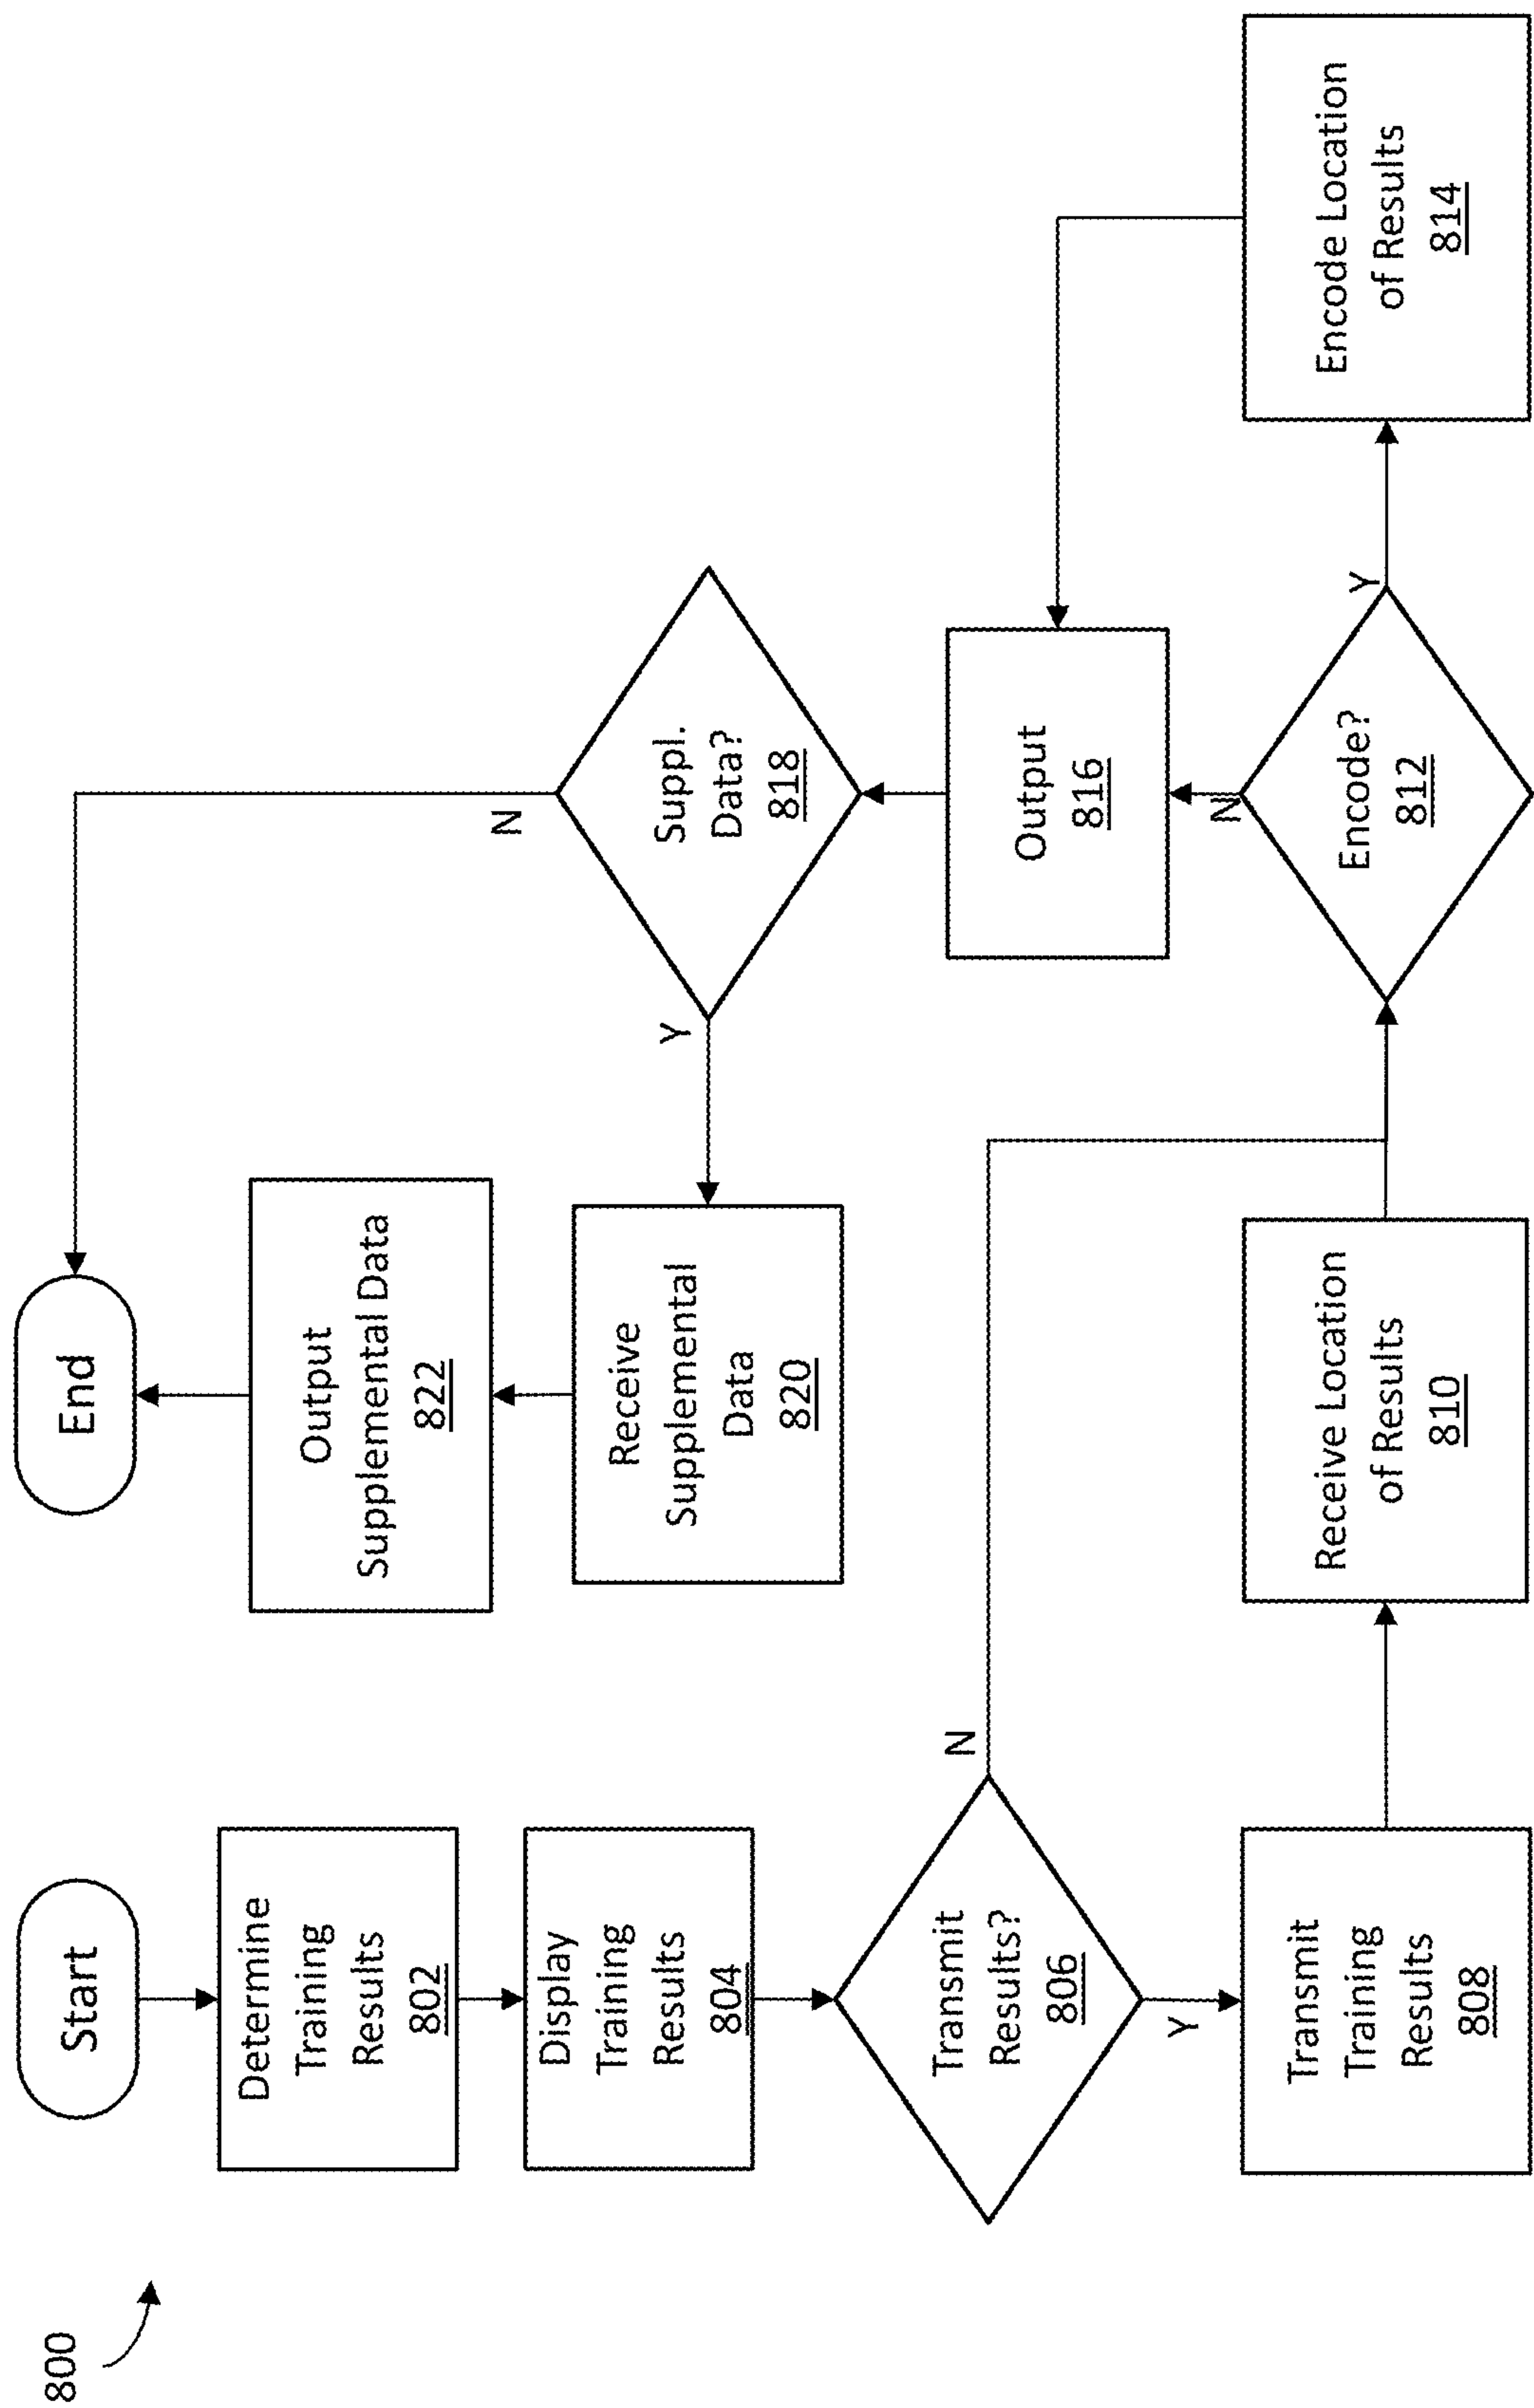 800
Start
Determine
Training
Results
802
Display
Training
Results
804
Transmit
Results?
806
N
Y
Transmit
Training
Results
808
Receive Location
of Results
810
Encode?
812
Y
N
Encode Location
of Results
814
Output
816
Suppl.
Data?
818
N
Y
Receive
Supplemental
Data
820
Output
Supplemental Data
822
End